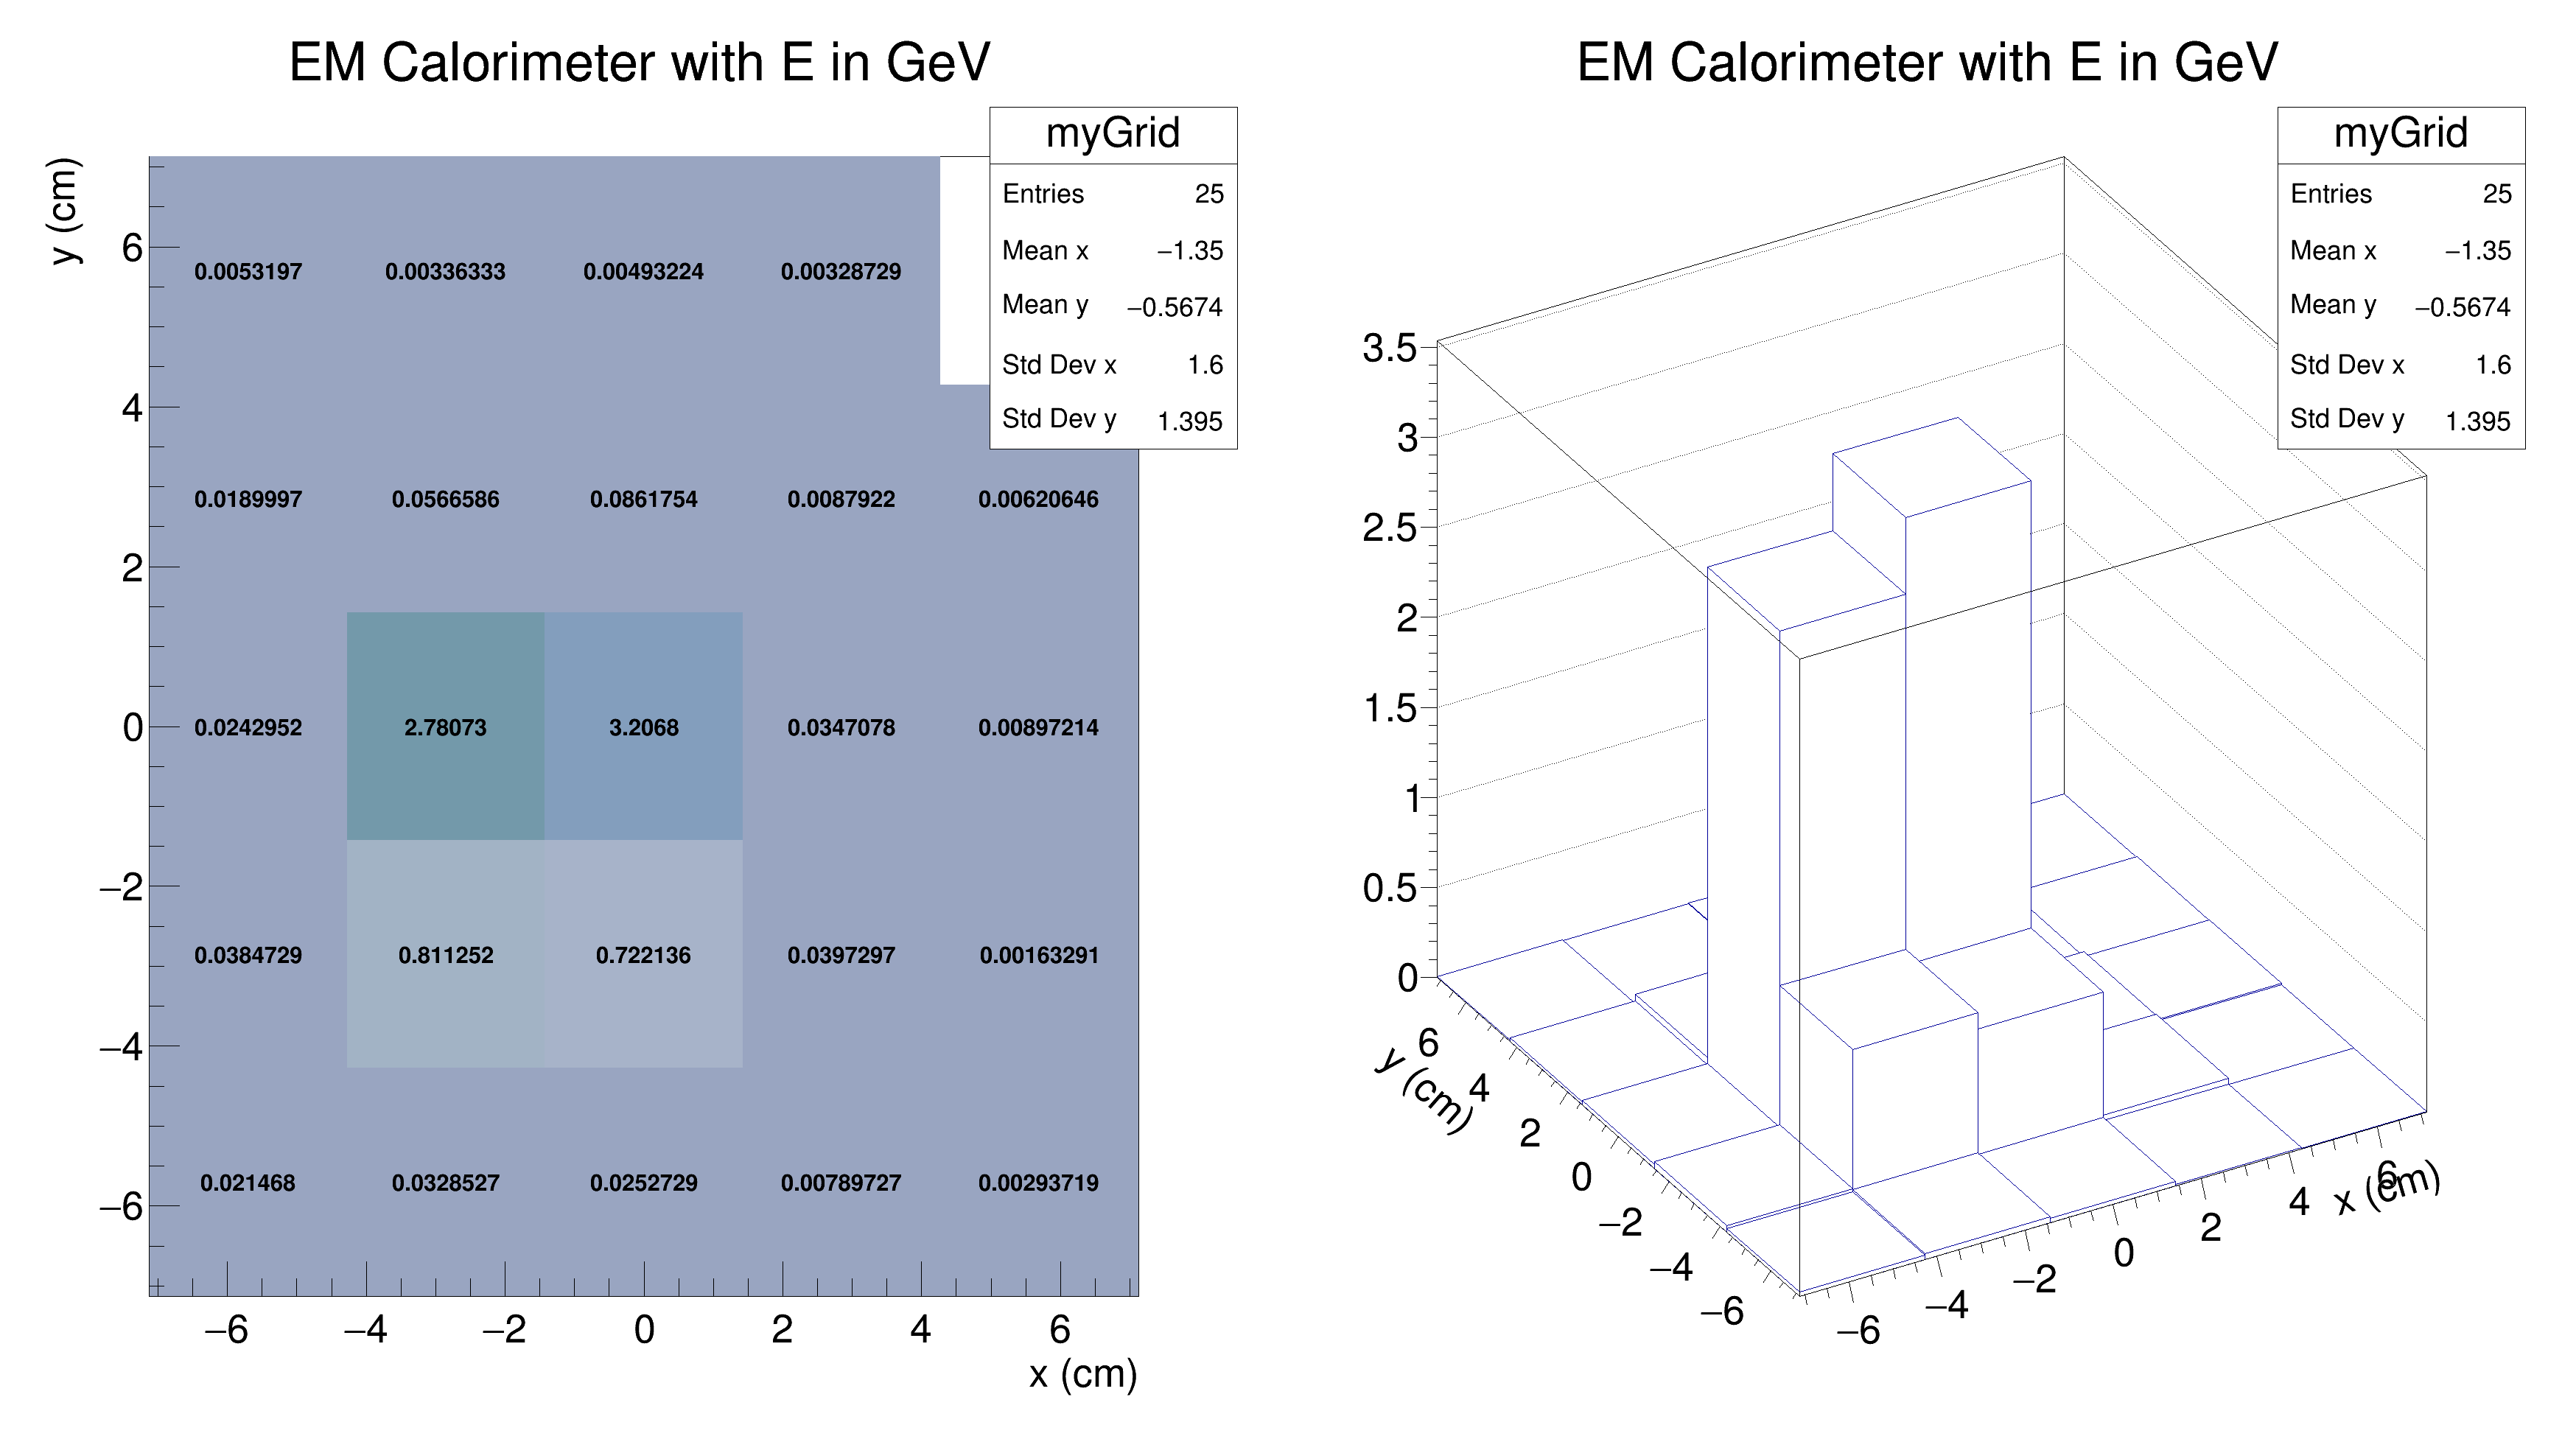 EM Calorimeter with E in GeV
myGrid
Entries 25
Mean x −1.35
Mean y −0.5674
Std Dev x 1.6
Std Dev y 1.395
y (cm)
6
4
2
0
−2
−4
−6
0.0053197 0.00336333 0.00493224 0.00328729
0.0189997 0.0566586 0.0861754 0.0087922 0.00620646
0.0242952 2.78073 3.2068 0.0347078 0.00897214
0.0384729 0.811252 0.722136 0.0397297 0.00163291
0.021468 0.0328527 0.0252729 0.00789727 0.00293719
−6 −4 −2 0 2 4 6
x (cm)
EM Calorimeter with E in GeV
myGrid
Entries 25
Mean x −1.35
Mean y −0.5674
Std Dev x 1.6
Std Dev y 1.395
3.5
3
2.5
2
1.5
1
0.5
0
y (cm)
6
4
2
0
−2
−4
−6
−6
−4
−2
0
2
4
6
x (cm)